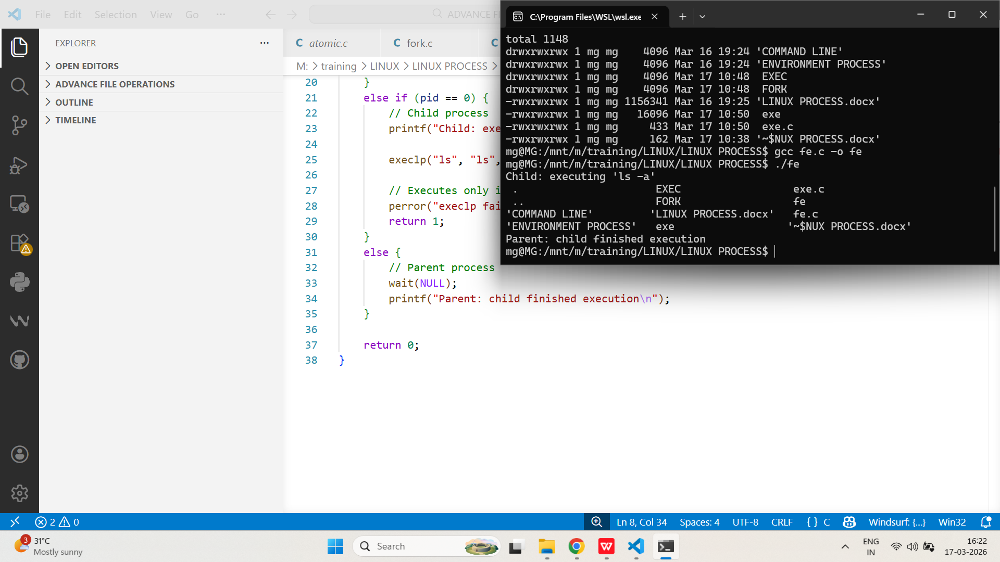 File Edit Selection View Go ···
ADVANCE FI
EXPLORER
OPEN EDITORS
ADVANCE FILE OPERATIONS
OUTLINE
TIMELINE
C atomic.c
C fork.c
C
M: > training > LINUX > LINUX PROCESS >
20 }
21 else if (pid == 0) {
22 // Child process
23 printf("Child: exe
24
25 execlp("ls", "ls",
26
27 // Executes only i
28 perror("execlp fai
29 return 1;
30 }
31 else {
32 // Parent process
33 wait(NULL);
34 printf("Parent: child finished execution\n");
35 }
36
37 return 0;
38 }
C:\Program Files\WSL\wsl.exe
total 1148
drwxrwxrwx 1 mg mg    4096 Mar 16 19:24 'COMMAND LINE'
drwxrwxrwx 1 mg mg    4096 Mar 16 19:24 'ENVIRONMENT PROCESS'
drwxrwxrwx 1 mg mg    4096 Mar 17 10:48  EXEC
drwxrwxrwx 1 mg mg    4096 Mar 17 10:48  FORK
-rwxrwxrwx 1 mg mg 1156341 Mar 16 19:25 'LINUX PROCESS.docx'
-rwxrwxrwx 1 mg mg   16096 Mar 17 10:50  exe
-rwxrwxrwx 1 mg mg     433 Mar 17 10:50  exe.c
-rwxrwxrwx 1 mg mg     162 Mar 17 10:38 '~$NUX PROCESS.docx'
mg@MG:/mnt/m/training/LINUX/LINUX PROCESS$ gcc fe.c -o fe
mg@MG:/mnt/m/training/LINUX/LINUX PROCESS$ ./fe
Child: executing 'ls -a'
 .                      EXEC                  exe.c
 ..                     FORK                  fe
'COMMAND LINE'         'LINUX PROCESS.docx'   fe.c
'ENVIRONMENT PROCESS'   exe                  '~$NUX PROCESS.docx'
Parent: child finished execution
mg@MG:/mnt/m/training/LINUX/LINUX PROCESS$
2 0
Ln 8, Col 34 Spaces: 4 UTF-8 CRLF {} C Windsurf: {...} Win32
3
31°C
Mostly sunny
Search
ENG
IN
16:22
17-03-2026